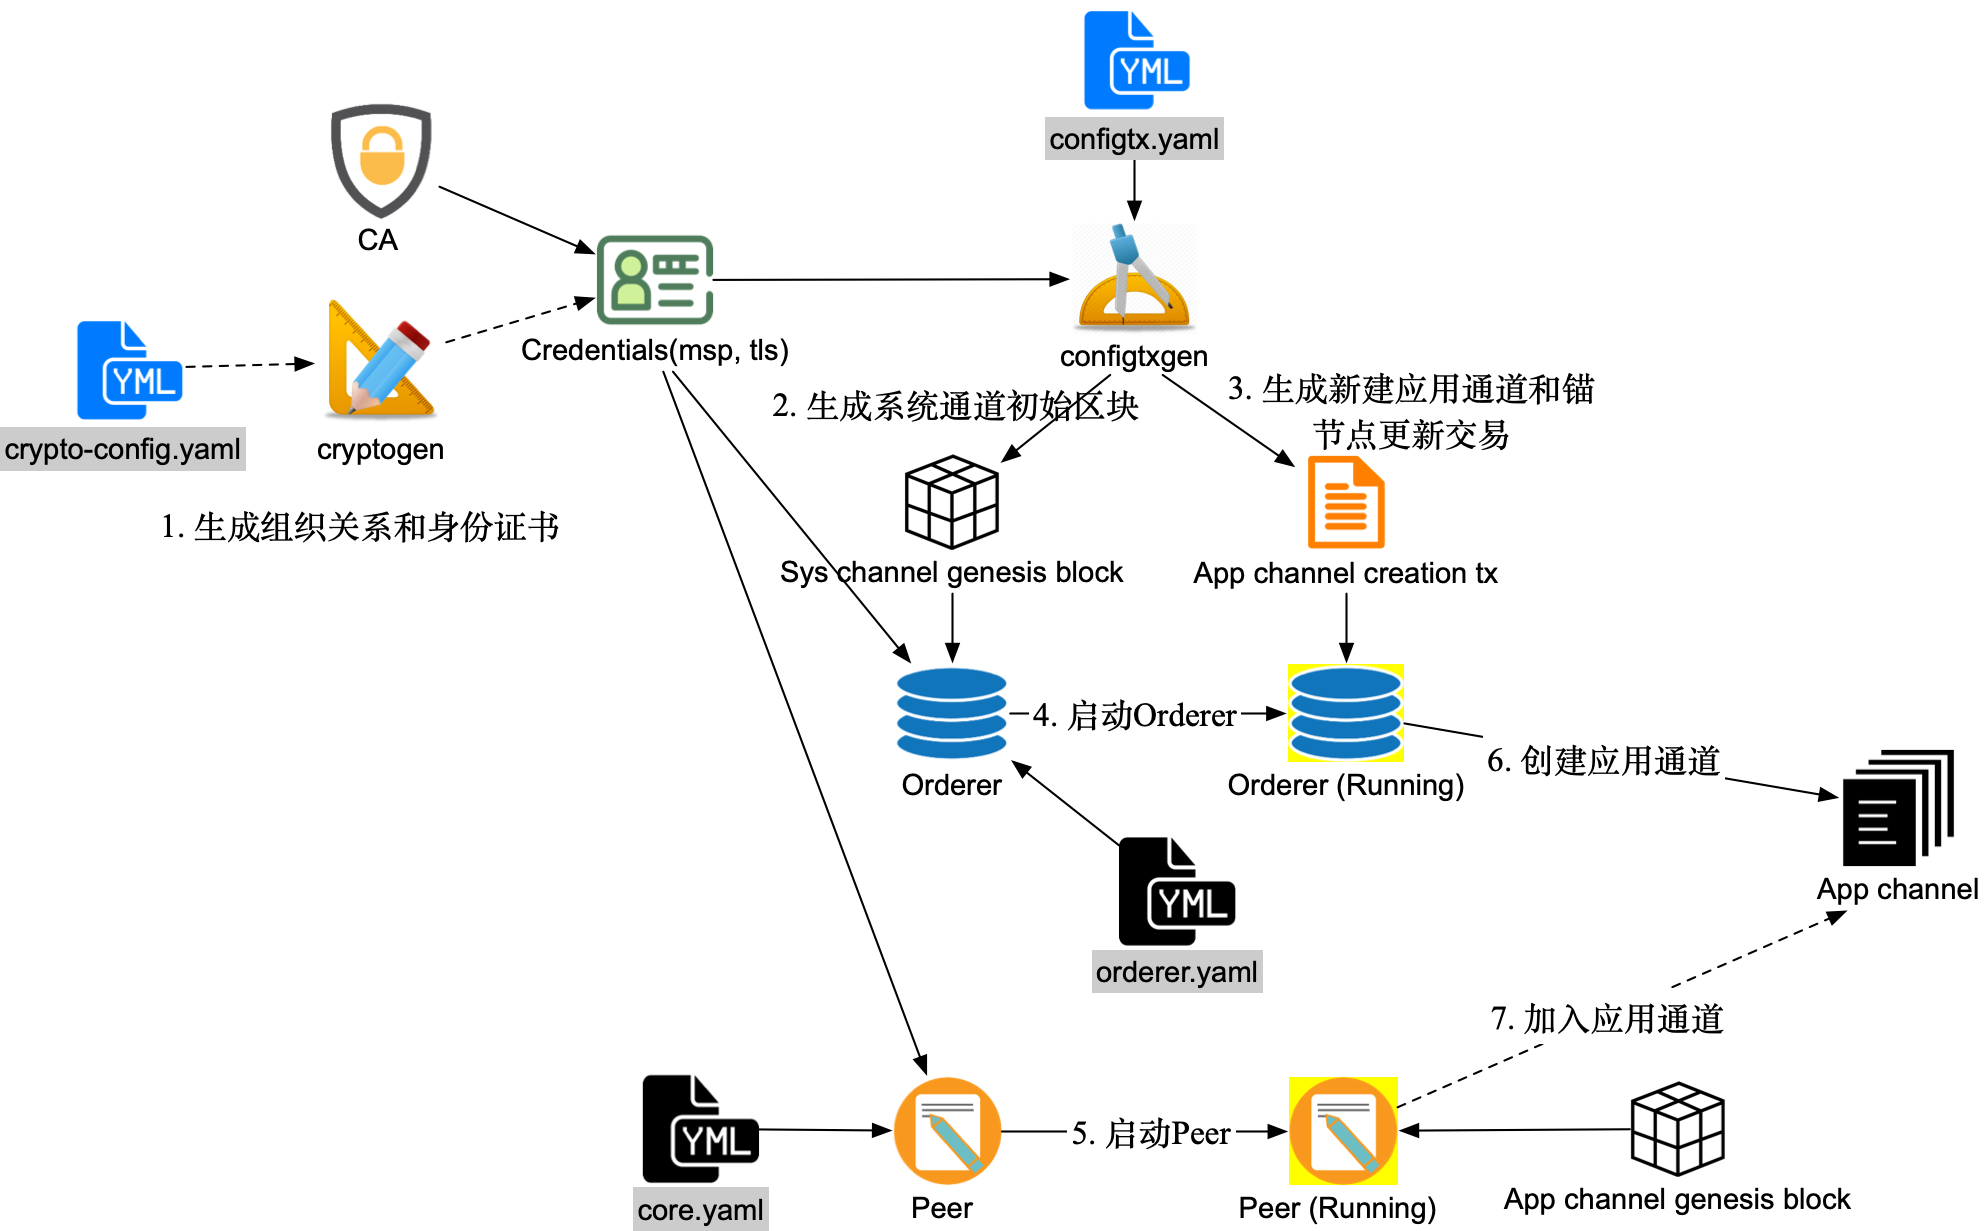 YML
configtx.yaml
CA
Credentials(msp, tls)
configtxgen
YML
crypto-config.yaml
cryptogen
1. 生成组织关系和身份证书
2. 生成系统通道初始区块
3. 生成新建应用通道和锚
节点更新交易
Sys channel genesis block
App channel creation tx
Orderer
4. 启动Orderer
Orderer (Running)
6. 创建应用通道
App channel
YML
orderer.yaml
7. 加入应用通道
YML
core.yaml
Peer
5. 启动Peer
Peer (Running)
App channel genesis block